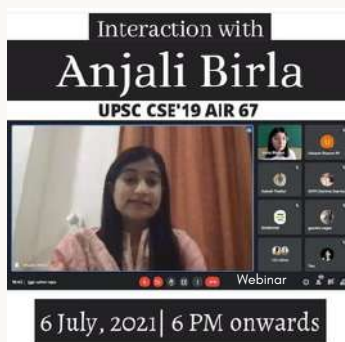 Interaction with
Anjali Birla
UPSC CSE'19 AIR 67
Webinar
6 July, 2021| 6 PM onwards